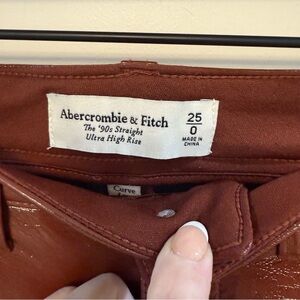 Abercrombie & Fitch
The '90s Straight
Ultra High Rise
25
0
MADE IN
CHINA
Curve